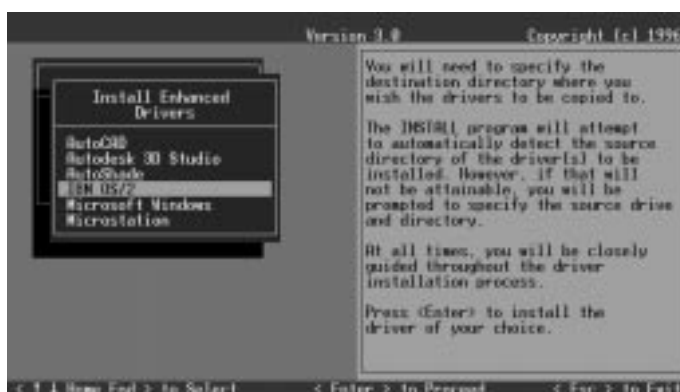 Version 3.0 Copyright (c) 1996
Install Enhanced
Drivers
AutoCAD
Autodesk 3D Studio
AutoShade
IBM OS/2
Microsoft Windows
Microstation
You will need to specify the
destination directory where you
wish the drivers to be copied to.
The INSTALL program will attempt
to automatically detect the source
directory of the driver(s) to be
installed. However, if that will
not be attainable, you will be
prompted to specify the source drive
and directory.
At all times, you will be closely
guided throughout the driver
installation process.
Press <Enter> to install the
driver of your choice.
< ↑ ↓ Home End > to Select < Enter > to Proceed < Esc > to Exit